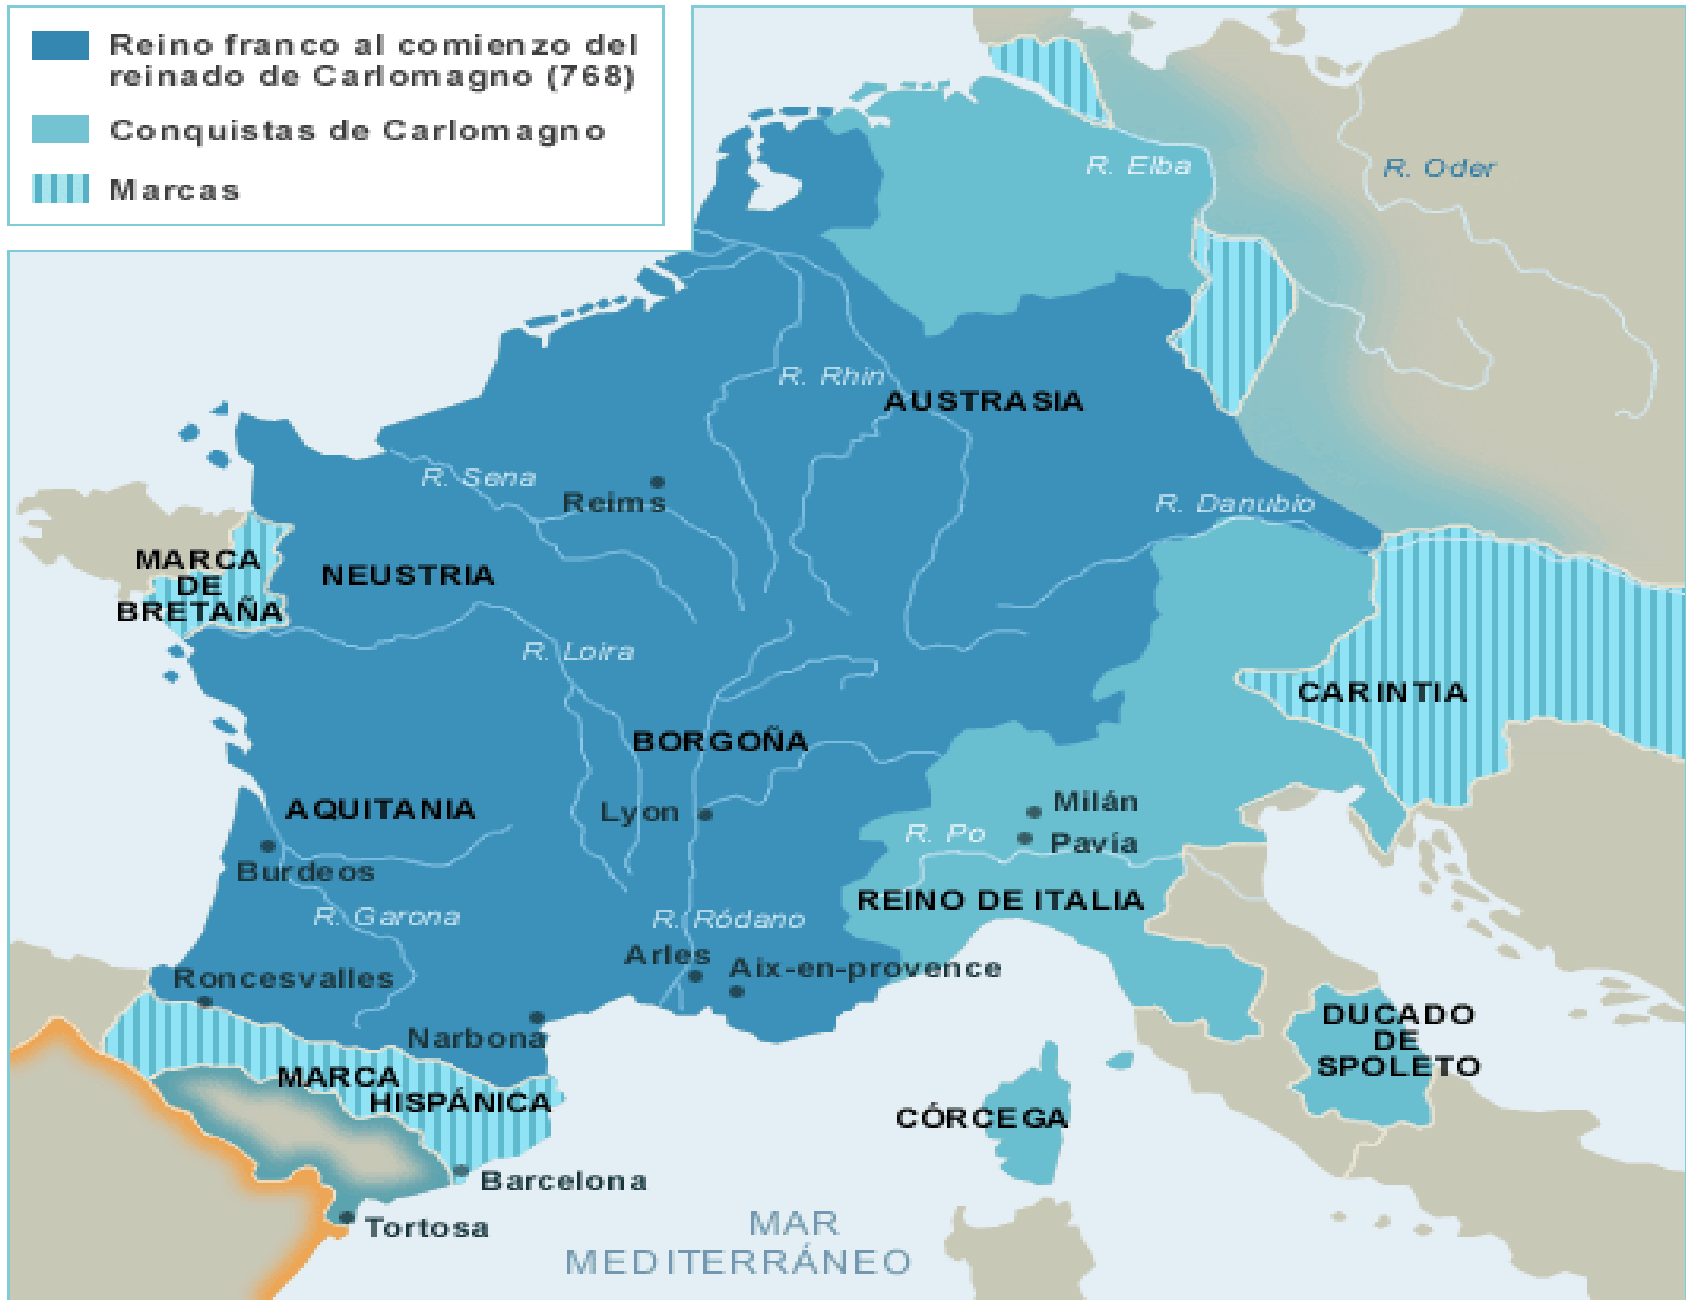 Reino franco al comienzo del
reinado de Carlomagno (768)
Conquistas de Carlomagno
Marcas
R. Elba
R. Oder
R. Rhin
AUSTRASIA
R. Sena
Reims
R. Danubio
MARCA
DE
BRETAÑA
NEUSTRIA
R. Loira
CARINTIA
BORGOÑA
AQUITANIA
Lyon
Milán
R. Po
Pavía
Burdeos
REINO DE ITALIA
R. Garona
R. Ródano
Arles
Aix-en-provence
Roncesvalles
Narbona
DUCADO
DE
SPOLETO
MARCA
HISPÁNICA
CÓRCEGA
Barcelona
Tortosa
MAR
MEDITERRÁNEO